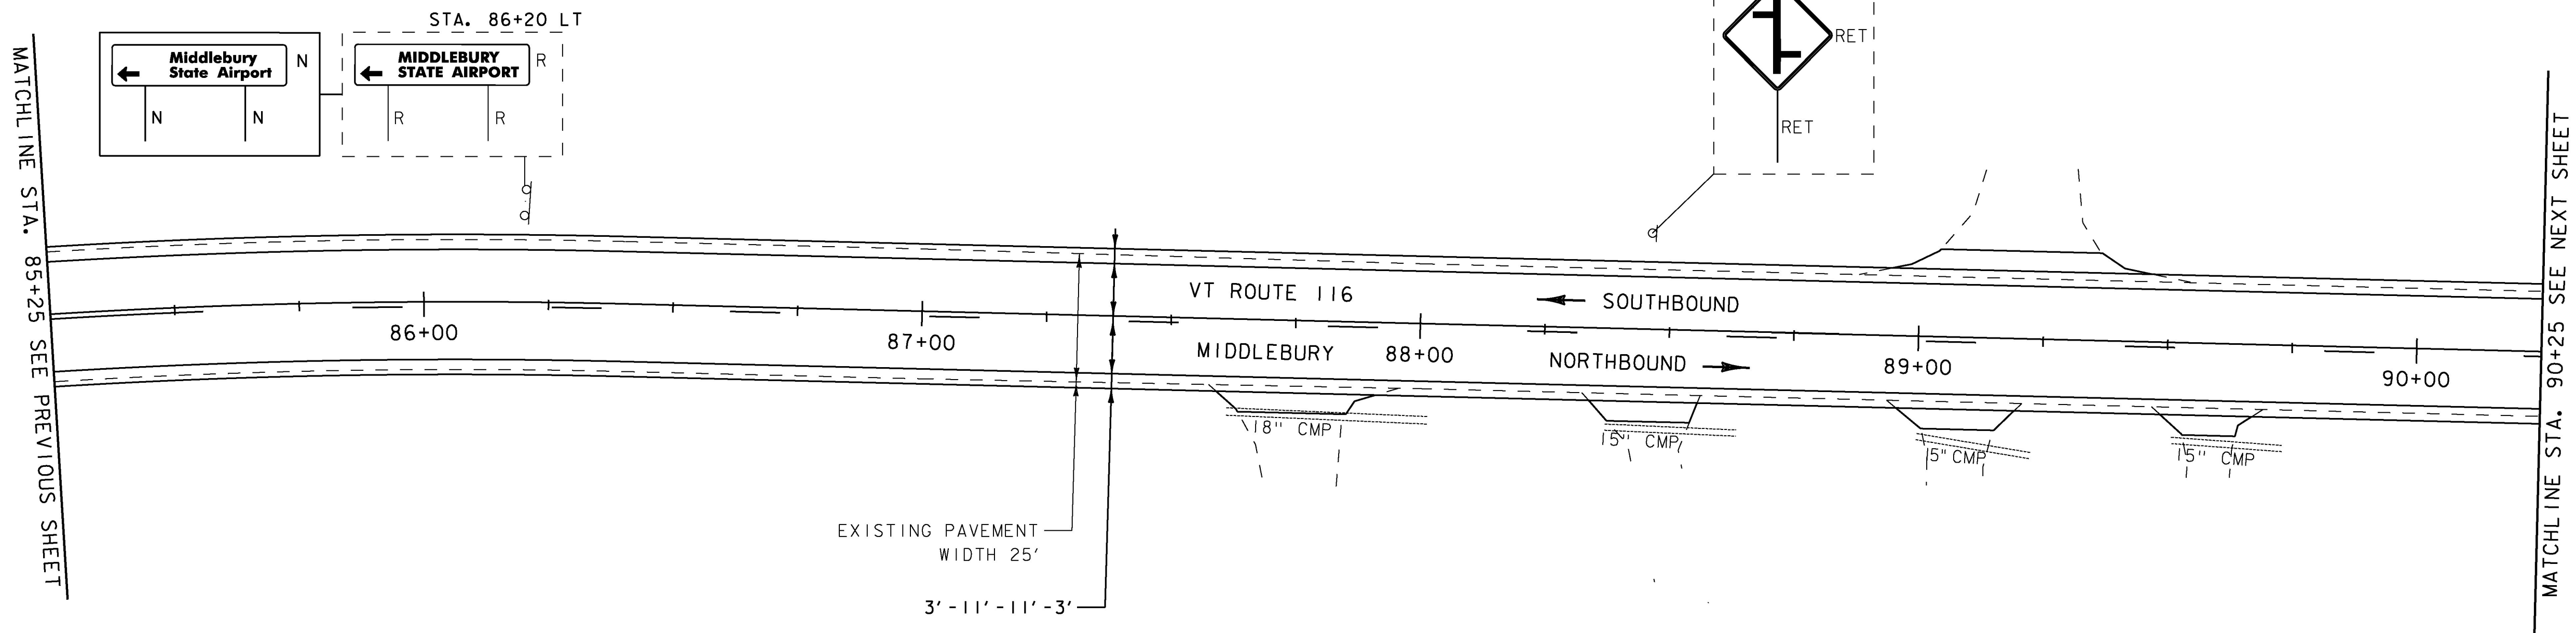 STA. 86+20 LT
Middlebury
State Airport
N
N
N
MIDDLEBURY
STATE AIRPORT
R
R
R
RET
RET
MATCHLINE STA. 85+25 SEE PREVIOUS SHEET
MATCHLINE STA. 90+25 SEE NEXT SHEET
VT ROUTE 116
SOUTHBOUND
86+00
87+00
MIDDLEBURY
88+00
NORTHBOUND
89+00
90+00
18" CMP
15" CMP
15" CMP
15" CMP
EXISTING PAVEMENT
WIDTH 25'
3'-11'-11'-3'